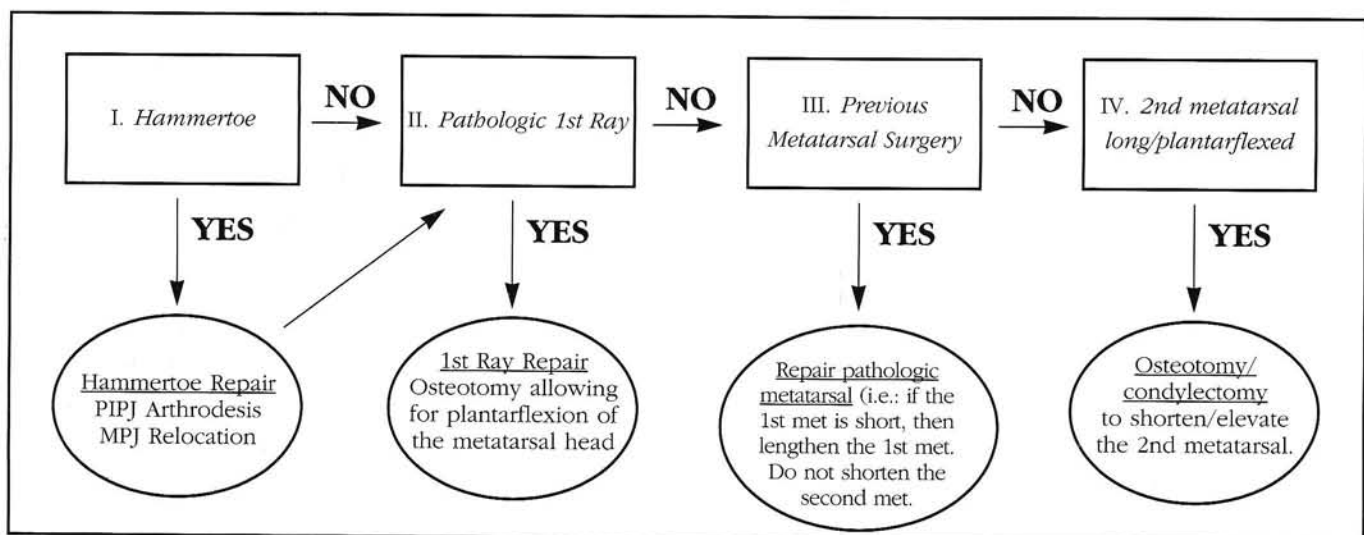 I. Hammertoe
NO
II. Pathologic 1st Ray
NO
III. Previous
Metatarsal Surgery
NO
IV. 2nd metatarsal
long/plantarflexed
YES
YES
YES
YES
Hammertoe Repair
PIPJ Arthrodesis
MPJ Relocation
1st Ray Repair
Osteotomy allowing
for plantarflexion of
the metatarsal head
Repair pathologic
metatarsal (i.e.: if the
1st met is short, then
lengthen the 1st met.
Do not shorten the
second met.
Osteotomy/
condylectomy
to shorten/elevate
the 2nd metatarsal.